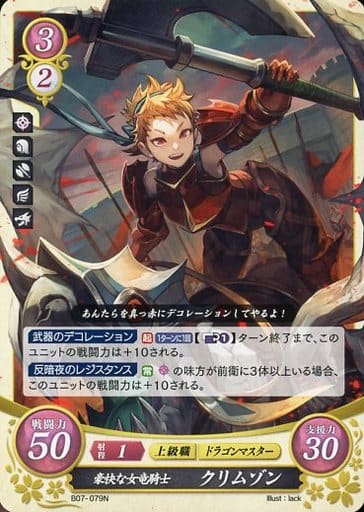 3
2
あんたらを真っ赤にデコレーションしてやるよ!
武器のデコレーション 起 1ターンに1回 【1】ターン終了まで、この
ユニットの戦闘力は+10される。
反暗夜のレジスタンス 常 の味方が前衛に3体以上いる場合、
このユニットの戦闘力は+10される。
戦闘力 50
射程 1
上級職
ドラゴンマスター
支援力 30
豪快な女竜騎士 クリムゾン
B07-079N
Illust : lack